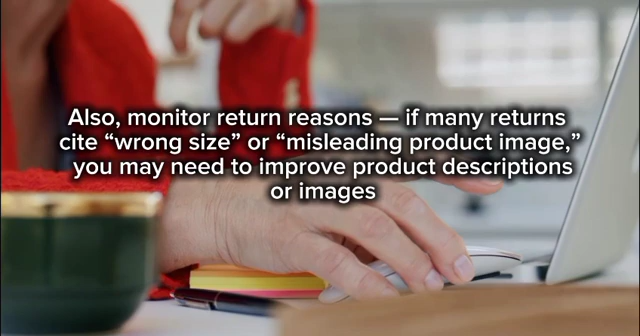 Also, monitor return reasons — if many returns
cite “wrong size” or “misleading product image,”
you may need to improve product descriptions
or images